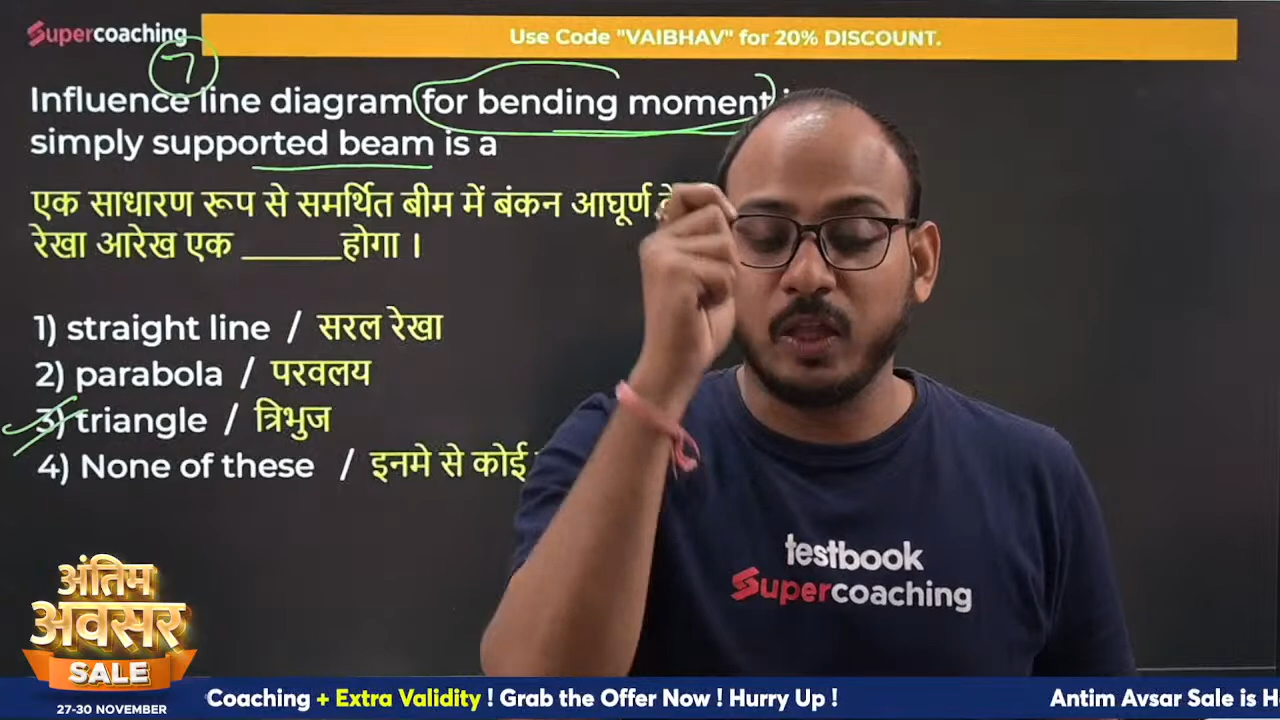 Supercoaching
Use Code "VAIBHAV" for 20% DISCOUNT.
7
Influence line diagram for bending moment
simply supported beam is a
एक साधारण रूप से समर्थित बीम में बंकन आघूर्ण
रेखा आरेख एक ______होगा ।
1) straight line / सरल रेखा
2) parabola / परवलय
3) triangle / त्रिभुज
4) None of these / इनमे से कोई
testbook
Supercoaching
अंतिम
अवसर
SALE
27-30 NOVEMBER
Coaching + Extra Validity ! Grab the Offer Now ! Hurry Up !
Antim Avsar Sale is